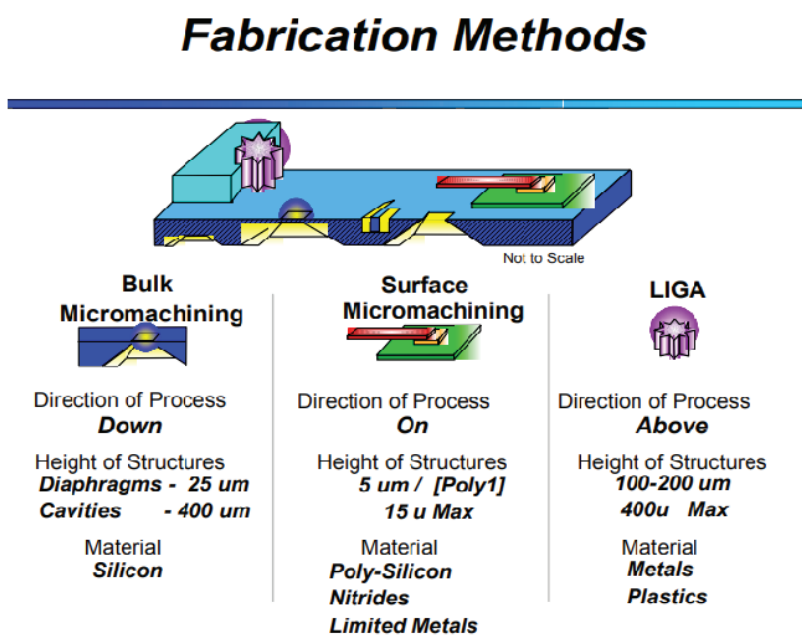 Fabrication Methods
Not to Scale
Bulk
Micromachining
Direction of Process
Down
Height of Structures
Diaphragms - 25 um
Cavities - 400 um
Material
Silicon
Surface
Micromachining
Direction of Process
On
Height of Structures
5 um / [Poly1]
15 u Max
Material
Poly-Silicon
Nitrides
Limited Metals
LIGA
Direction of Process
Above
Height of Structures
100-200 um
400u Max
Material
Metals
Plastics